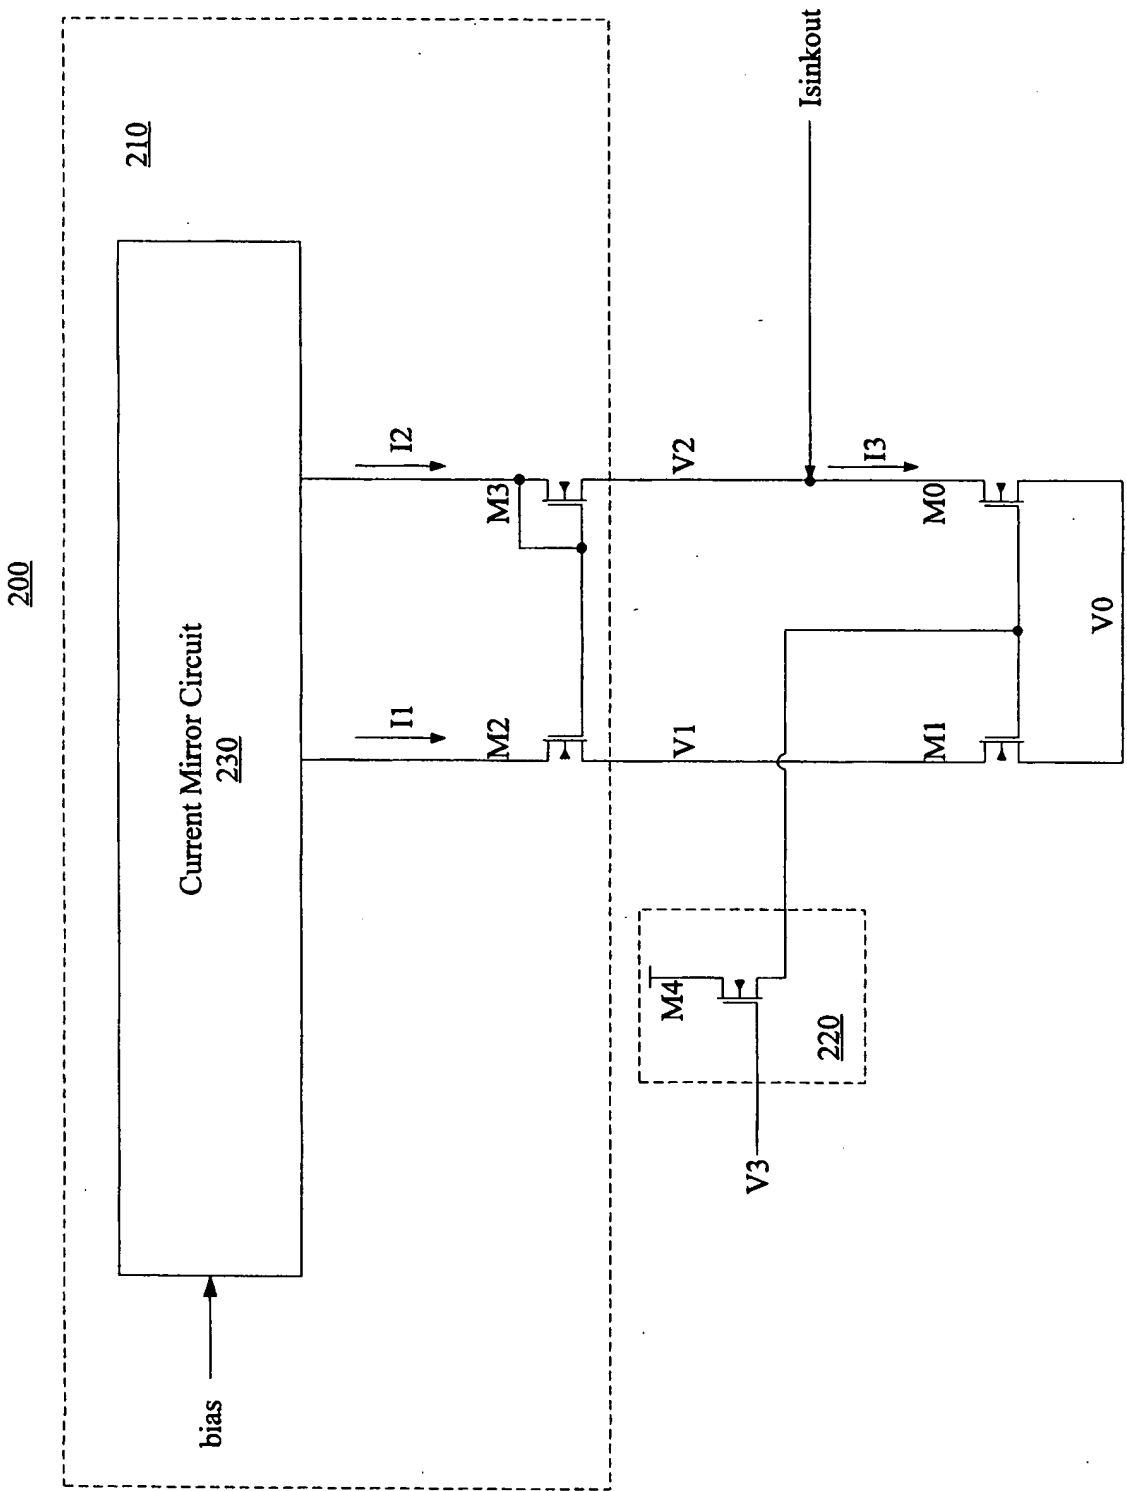 200
210
Current Mirror Circuit
230
bias
I1
I2
M2
M3
V1
V2
Isinkout
I3
M4
220
V3
M1
M0
V0